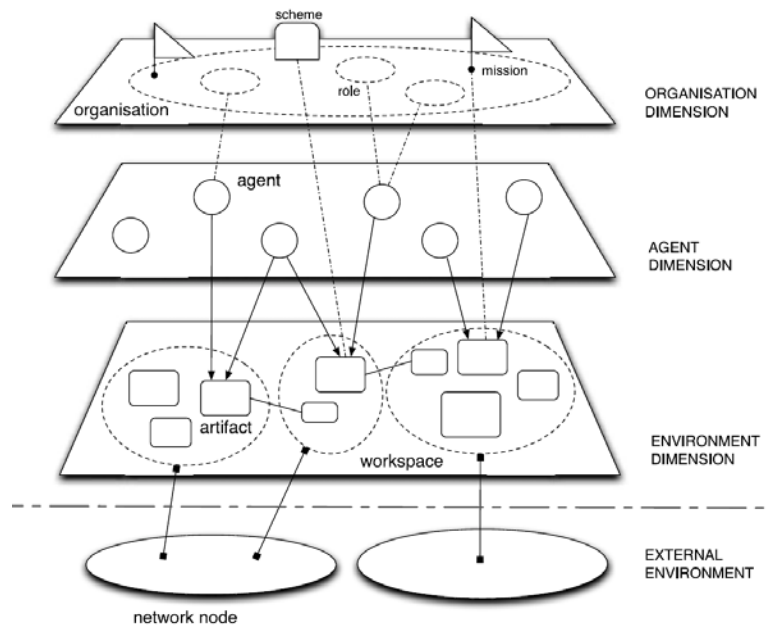 scheme
mission
role
organisation
ORGANISATION
DIMENSION
agent
AGENT
DIMENSION
artifact
workspace
ENVIRONMENT
DIMENSION
EXTERNAL
ENVIRONMENT
network node